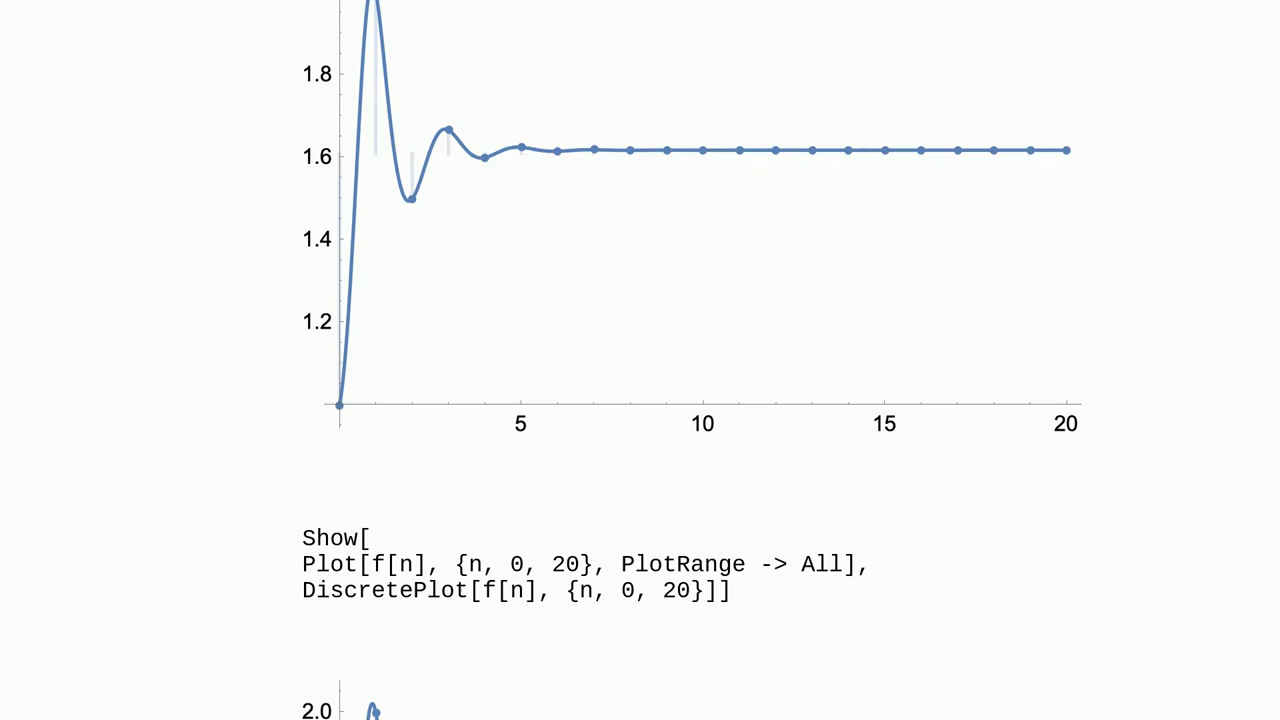 1.8
1.6
1.4
1.2
5 10 15 20
Show[
Plot[f[n], {n, 0, 20}, PlotRange -> All],
DiscretePlot[f[n], {n, 0, 20}]]
2.0